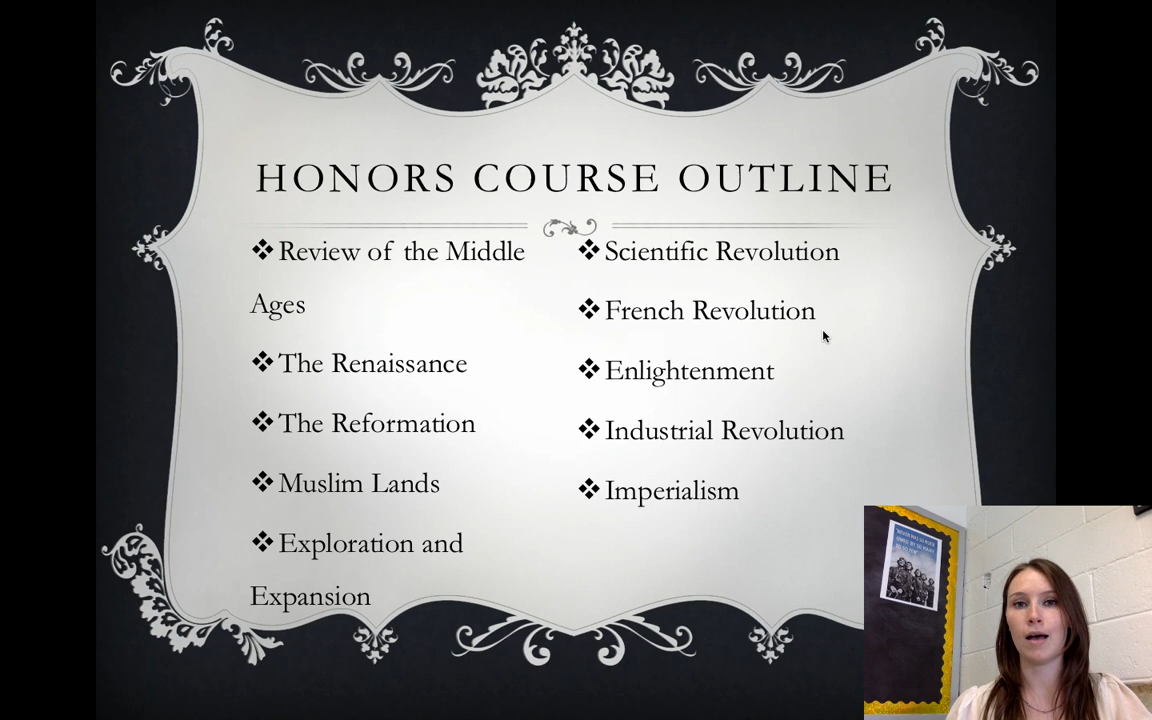 HONORS COURSE OUTLINE
❖Review of the Middle
Ages
❖The Renaissance
❖The Reformation
❖Muslim Lands
❖Exploration and
Expansion
❖Scientific Revolution
❖French Revolution
❖Enlightenment
❖Industrial Revolution
❖Imperialism